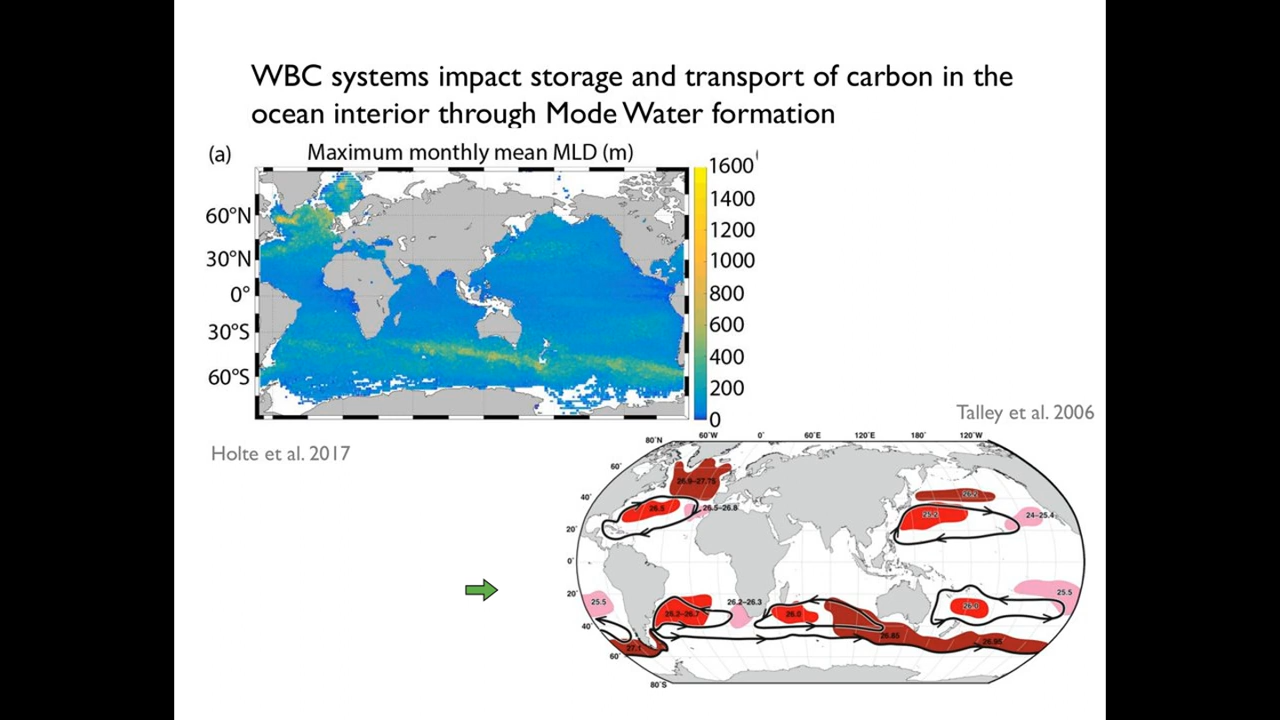 WBC systems impact storage and transport of carbon in the
ocean interior through Mode Water formation
(a)
Maximum monthly mean MLD (m)
60°N
30°N
0°
30°S
60°S
1600
1400
1200
1000
800
600
400
200
0
Holte et al. 2017
Talley et al. 2006
80˚N 60˚W 0˚ 60˚E 120˚E 180˚ 120˚W
60˚
40˚
20˚
0˚
20˚
40˚
60˚
80˚S
26.9–27.75
26.5
26.5–26.8
26.2
25.2
24–25.4
25.5
26.2–26.7
26.2–26.3
26.0
26.0
25.5
26.85
26.95
27.1